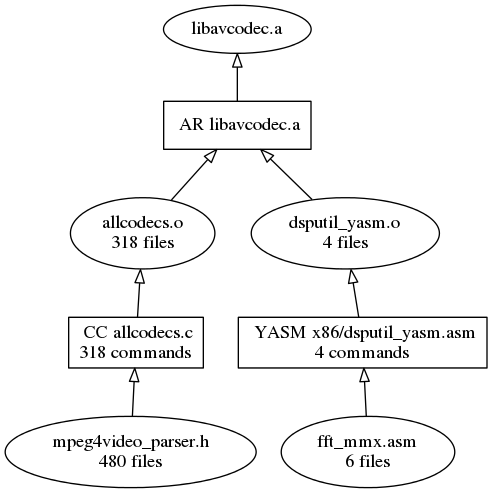 libavcodec.a
AR libavcodec.a
allcodecs.o
318 files
dsputil_yasm.o
4 files
CC allcodecs.c
318 commands
YASM x86/dsputil_yasm.asm
4 commands
mpeg4video_parser.h
480 files
fft_mmx.asm
6 files